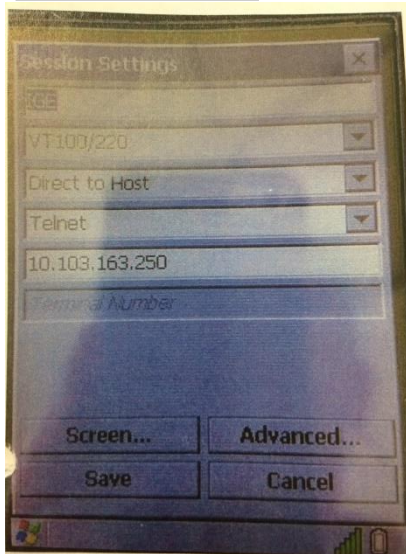 Session Settings
VT100/220
Direct to Host
Telnet
10.103.163.250
Terminal Number
Screen... Advanced...
Save Cancel